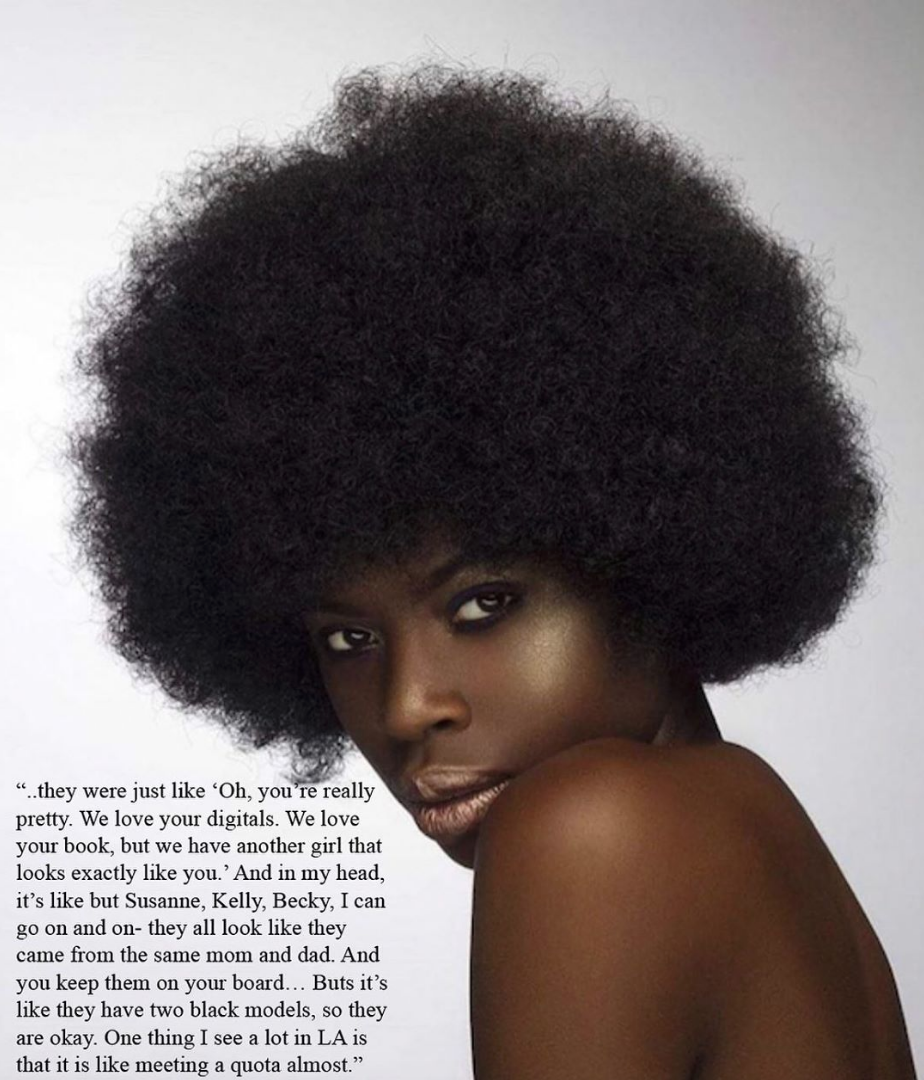 “..they were just like ‘Oh, you’re really
pretty. We love your digitals. We love
your book, but we have another girl that
looks exactly like you.’ And in my head,
it’s like but Susanne, Kelly, Becky, I can
go on and on- they all look like they
came from the same mom and dad. And
you keep them on your board… Buts it’s
like they have two black models, so they
are okay. One thing I see a lot in LA is
that it is like meeting a quota almost.”